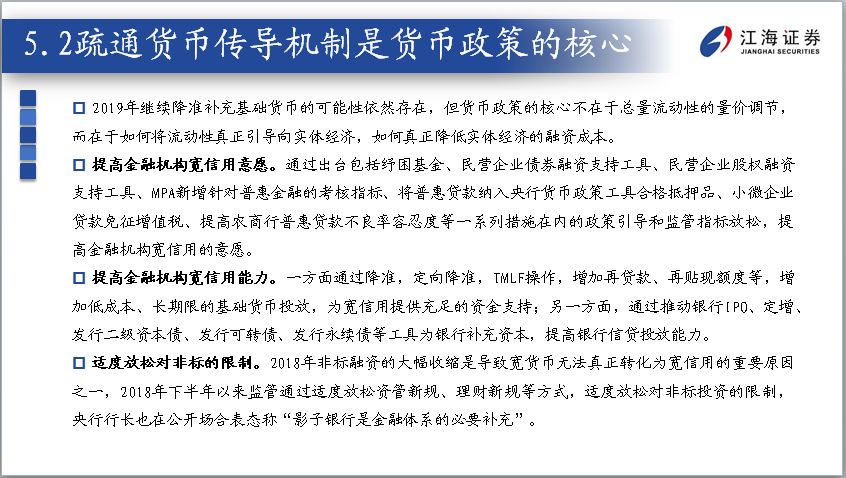 5.2疏通货币传导机制是货币政策的核心
江海证券
JIANGHAI SECURITIES
2019年继续降准补充基础货币的可能性依然存在，但货币政策的核心不在于总量流动性的量价调节，
而在于如何将流动性真正引导向实体经济，如何真正降低实体经济的融资成本。
提高金融机构宽信用意愿。通过出台包括纾困基金、民营企业债券融资支持工具、民营企业股权融资
支持工具、MPA新增针对普惠金融的考核指标、将普惠贷款纳入央行货币政策工具合格抵押品、小微企业
贷款免征增值税、提高农商行普惠贷款不良率容忍度等一系列措施在内的政策引导和监管指标放松，提
高金融机构宽信用的意愿。
提高金融机构宽信用能力。一方面通过降准，定向降准，TMLF操作，增加再贷款、再贴现额度等，增
加低成本、长期限的基础货币投放，为宽信用提供充足的资金支持；另一方面，通过推动银行IPO、定增、
发行二级资本债、发行可转债、发行永续债等工具为银行补充资本，提高银行信贷投放能力。
适度放松对非标的限制。2018年非标融资的大幅收缩是导致宽货币无法真正转化为宽信用的重要原因
之一，2018年下半年以来监管通过适度放松资管新规、理财新规等方式，适度放松对非标投资的限制，
央行行长也在公开场合表态称“影子银行是金融体系的必要补充”。